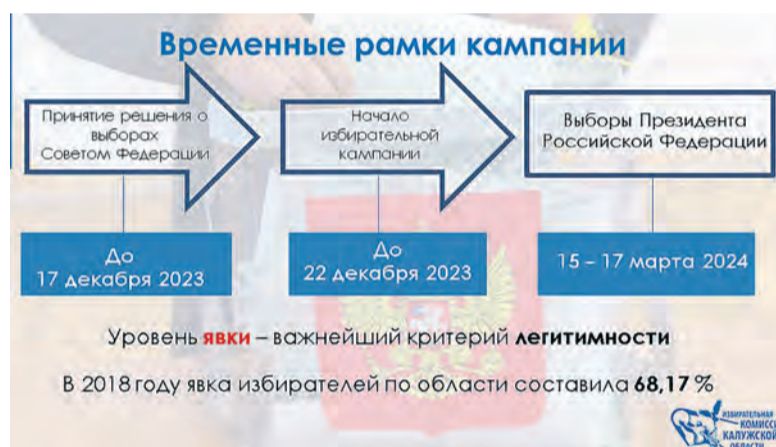 Временные рамки кампании
Принятие решения о
выборах
Советом Федерации
Начало
избирательной
кампании
Выборы Президента
Российской Федерации
До
17 декабря 2023
До
22 декабря 2023
15 – 17 марта 2024
Уровень явки – важнейший критерий легитимности
В 2018 году явка избирателей по области составила 68,17 %
ИЗБИРАТЕЛЬНАЯ
КОМИССИ
КАЛУЖСКОЙ
ОБЛАСТИ